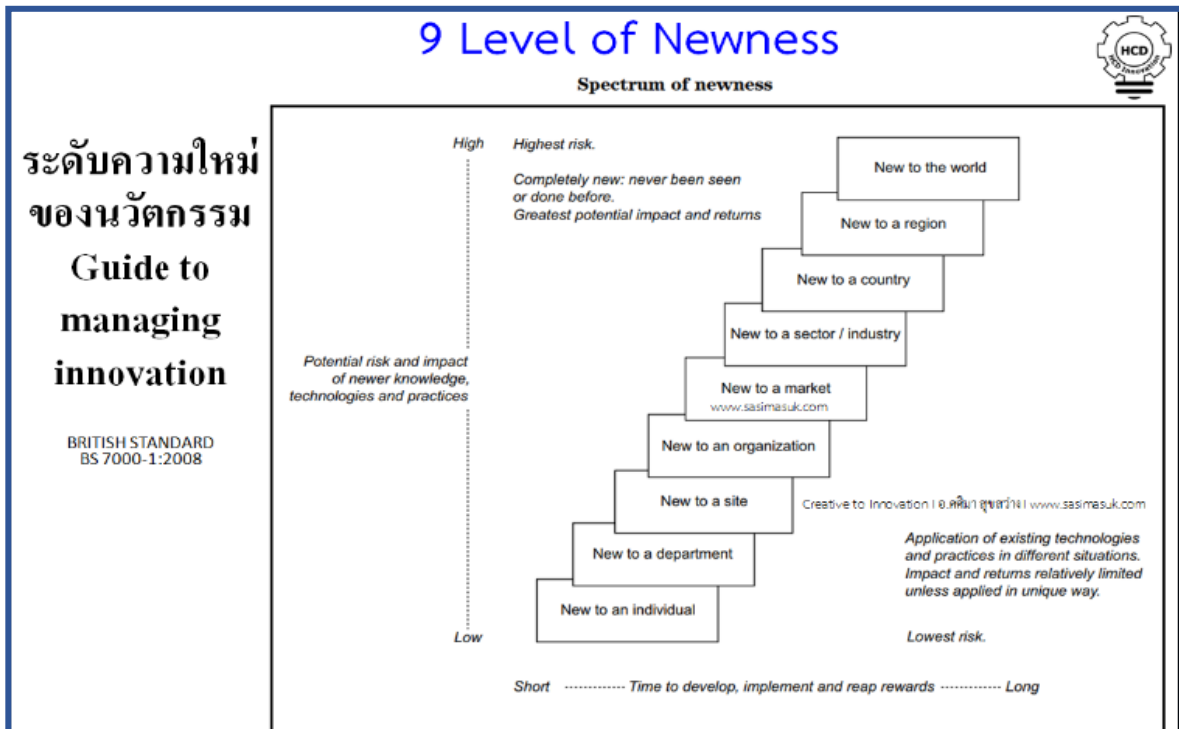 9 Level of Newness
HCD
HCD Innovation
Spectrum of newness
ระดับความใหม่
ของนวัตกรรม
Guide to
managing
innovation
BRITISH STANDARD
BS 7000-1:2008
High
Potential risk and impact
of newer knowledge,
technologies and practices
Low
Highest risk.
Completely new: never been seen
or done before.
Greatest potential impact and returns
New to the world
New to a region
New to a country
New to a sector / industry
New to a market
www.sasimasuk.com
New to an organization
New to a site
New to a department
New to an individual
Creative to Innovation I อ.ศศิมา สุขสว่าง I www.sasimasuk.com
Application of existing technologies
and practices in different situations.
Impact and returns relatively limited
unless applied in unique way.
Lowest risk.
Short ------------- Time to develop, implement and reap rewards ------------- Long